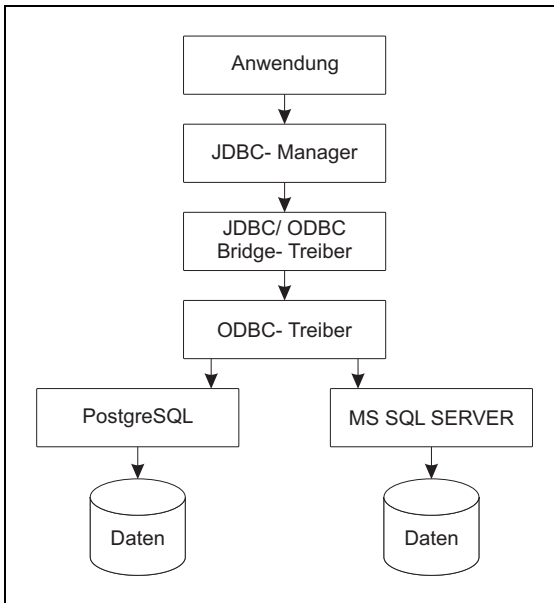 Anwendung
JDBC- Manager
JDBC/ ODBC
Bridge- Treiber
ODBC- Treiber
PostgreSQL
MS SQL SERVER
Daten
Daten